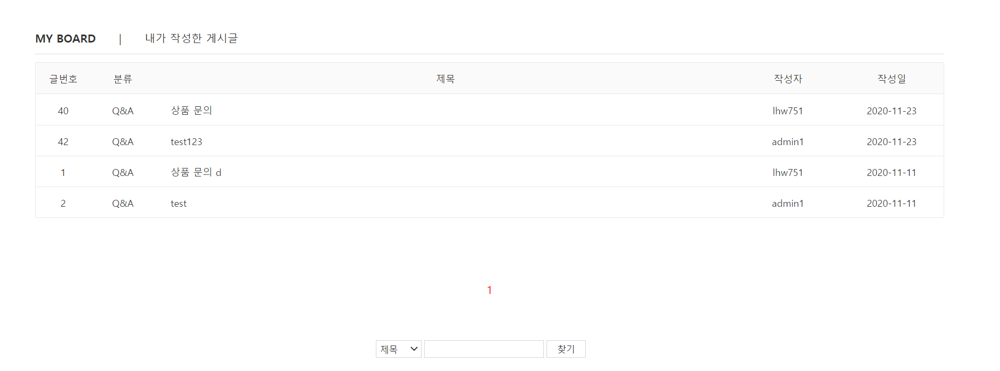 MY BOARD | 내가 작성한 게시글
글번호 분류 제목 작성자 작성일
40 Q&A 상품 문의 lhw751 2020-11-23
42 Q&A test123 admin1 2020-11-23
1 Q&A 상품 문의 d lhw751 2020-11-11
2 Q&A test admin1 2020-11-11
1
제목 찾기